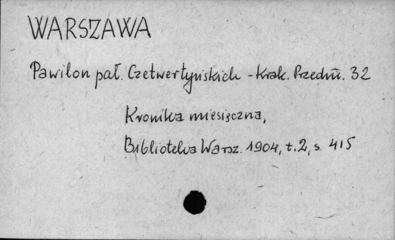 WARSZAWA
Pawilon pał. Czetwertyńskich - Krak. Przedm. 32
Kronika miesięczna,
Biblioteka Warsz. 1904, t. 2, s. 415